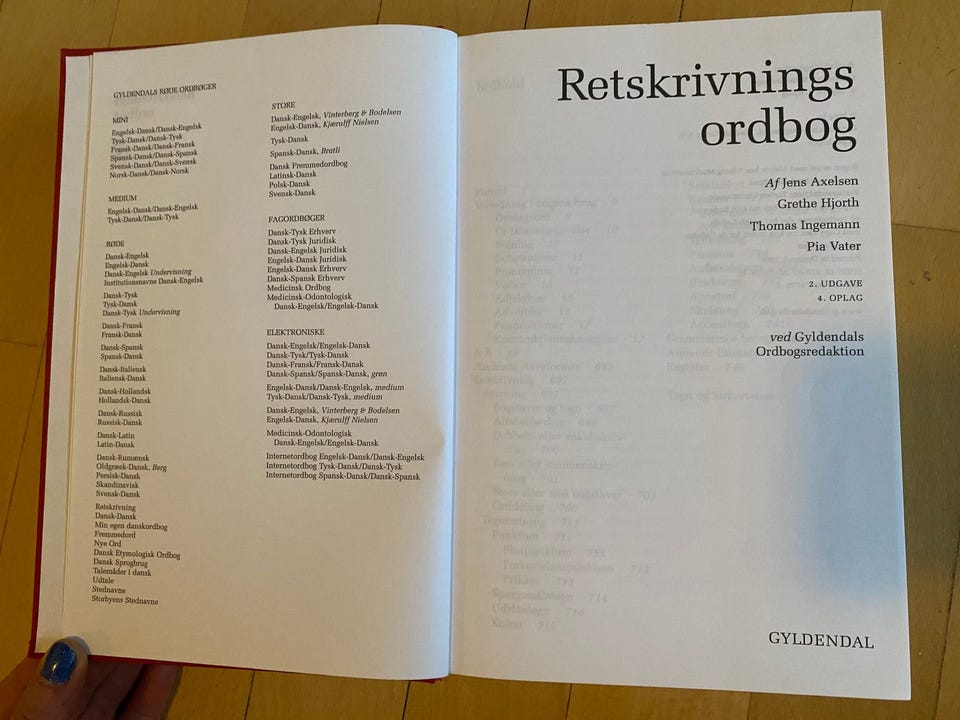 GYLDENDALS RØDE ORDBØGER
MINI
Engelsk-Dansk/Dansk-Engelsk
Tysk-Dansk/Dansk-Tysk
Fransk-Dansk/Dansk-Fransk
Spansk-Dansk/Dansk-Spansk
Svensk-Dansk/Dansk-Svensk
Norsk-Dansk/Dansk-Norsk
MEDIUM
Engelsk-Dansk/Dansk-Engelsk
Tysk-Dansk/Dansk-Tysk
RØDE
Dansk-Engelsk
Engelsk-Dansk
Dansk-Engelsk Undervisning
Institutionsnavne Dansk-Engelsk
Dansk-Tysk
Tysk-Dansk
Dansk-Tysk Undervisning
Dansk-Fransk
Fransk-Dansk
Dansk-Spansk
Spansk-Dansk
Dansk-Italiensk
Italiensk-Dansk
Dansk-Hollandsk
Hollandsk-Dansk
Dansk-Russisk
Russisk-Dansk
Dansk-Latin
Latin-Dansk
Dansk-Rumænsk
Oldgræsk-Dansk, Berg
Persisk-Dansk
Skandinavisk
Svensk-Dansk
Retskrivning
Dansk-Dansk
Min egen danskordbog
Fremmedord
Nye Ord
Dansk Etymologisk Ordbog
Dansk Sprogbrug
Talemåder i dansk
Udtale
Stednavne
Storbyens Stednavne
STORE
Dansk-Engelsk, Vinterberg & Bodelsen
Engelsk-Dansk, Kjærulff Nielsen
Tysk-Dansk
Spansk-Dansk, Bratli
Dansk Fremmedordbog
Latinsk-Dansk
Polsk-Dansk
Svensk-Dansk
FAGORDBØGER
Dansk-Tysk Erhverv
Dansk-Tysk Juridisk
Dansk-Engelsk Juridisk
Engelsk-Dansk Juridisk
Engelsk-Dansk Erhverv
Dansk-Spansk Erhverv
Medicinsk Ordbog
Medicinsk-Odontologisk
Dansk-Engelsk/Engelsk-Dansk
ELEKTRONISKE
Dansk-Engelsk/Engelsk-Dansk
Dansk-Tysk/Tysk-Dansk
Dansk-Fransk/Fransk-Dansk
Dansk-Spansk/Spansk-Dansk, grøn
Engelsk-Dansk/Dansk-Engelsk, medium
Tysk-Dansk/Dansk-Tysk, medium
Dansk-Engelsk, Vinterberg & Bodelsen
Engelsk-Dansk, Kjærulff Nielsen
Medicinsk-Odontologisk
Dansk-Engelsk/Engelsk-Dansk
Internetordbog Engelsk-Dansk/Dansk-Engelsk
Internetordbog Tysk-Dansk/Dansk-Tysk
Internetordbog Spansk-Dansk/Dansk-Spansk
Retskrivnings
ordbog
Af Jens Axelsen
Grethe Hjorth
Thomas Ingemann
Pia Vater
2. UDGAVE
4. OPLAG
ved Gyldendals
Ordbogsredaktion
GYLDENDAL